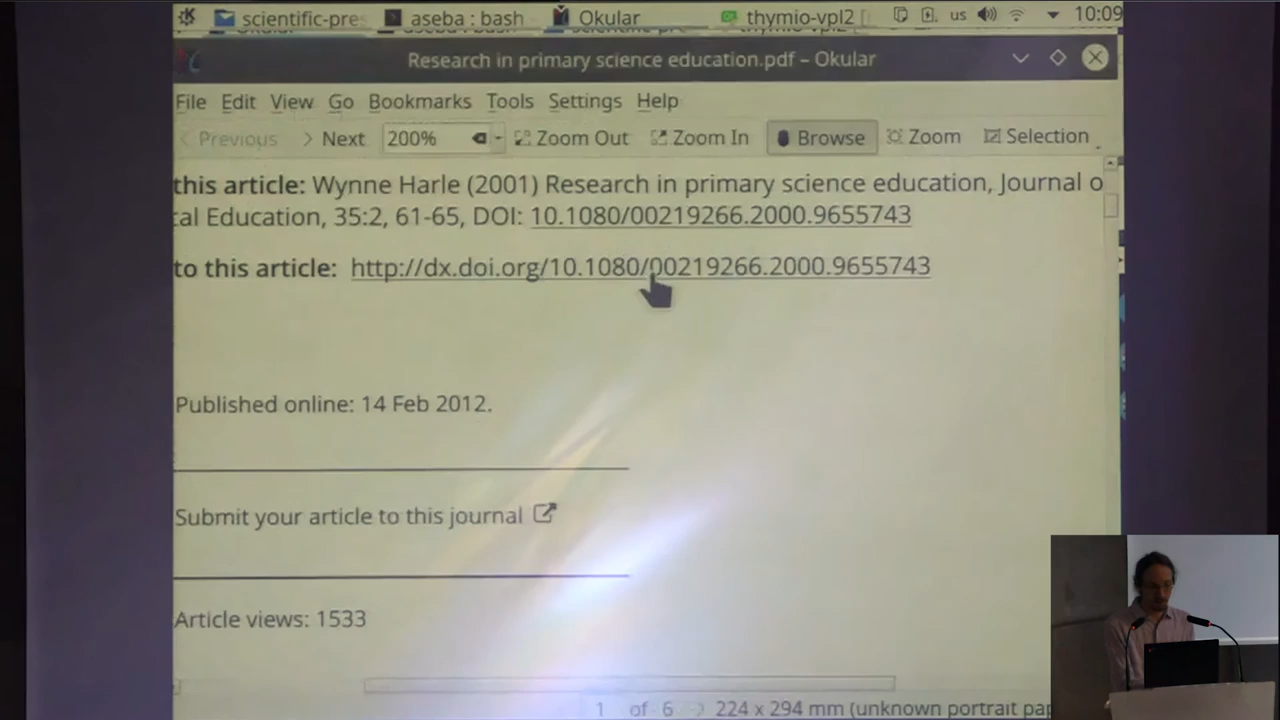 scientific-pres
aseba : bash
Okular
thymio-vpl2 [
us
10:09
Research in primary science education.pdf – Okular
File Edit View Go Bookmarks Tools Settings Help
Previous Next 200% Zoom Out Zoom In Browse Zoom Selection
this article: Wynne Harle (2001) Research in primary science education, Journal o
cal Education, 35:2, 61-65, DOI: 10.1080/00219266.2000.9655743
to this article: http://dx.doi.org/10.1080/00219266.2000.9655743
Published online: 14 Feb 2012.
Submit your article to this journal
Article views: 1533
1 of 6 224 x 294 mm (unknown portrait pap